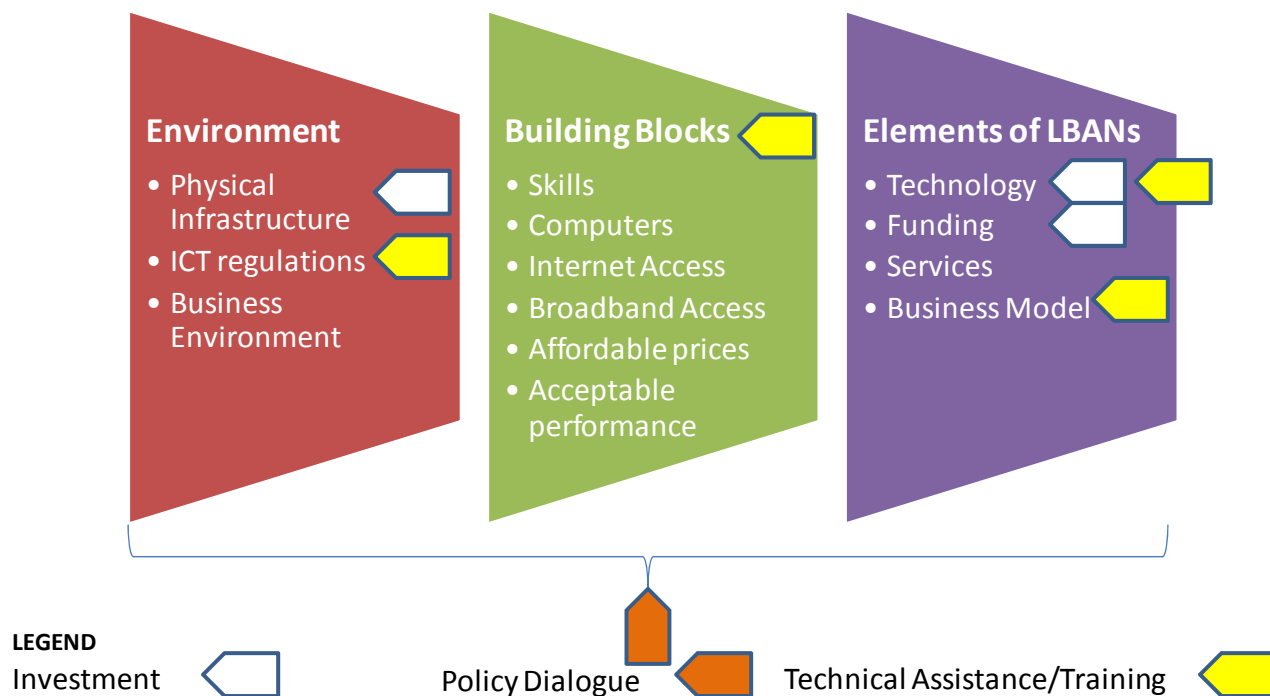 Environment
• Physical
Infrastructure
• ICT regulations
• Business
Environment
Building Blocks
• Skills
• Computers
• Internet Access
• Broadband Access
• Affordable prices
• Acceptable
performance
Elements of LBANs
• Technology
• Funding
• Services
• Business Model
LEGEND
Investment
Policy Dialogue
Technical Assistance/Training